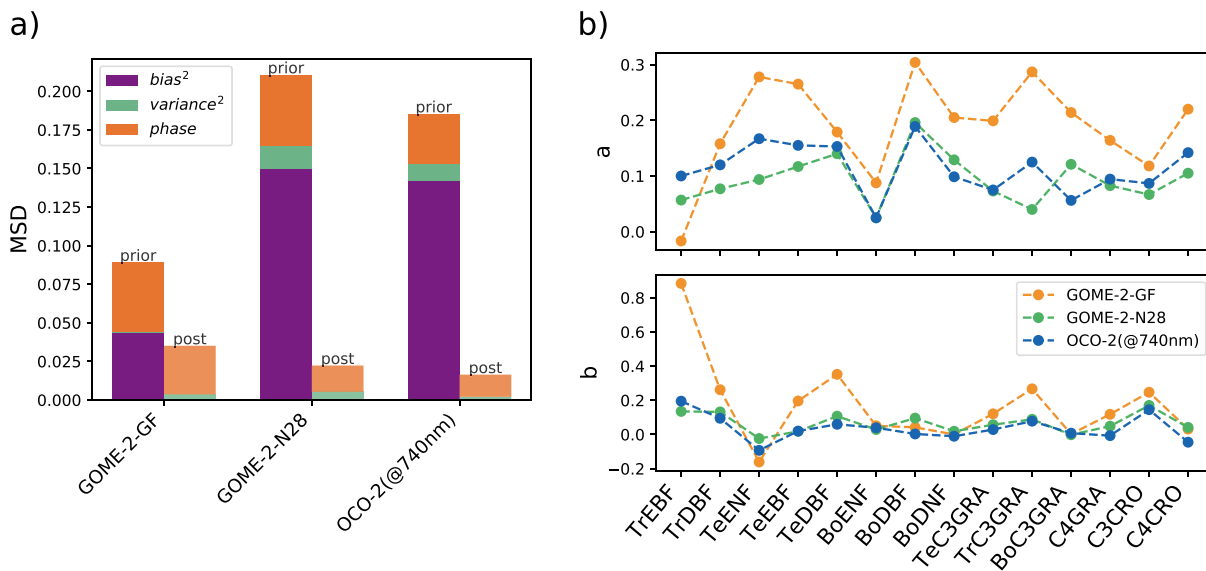 a)
MSD
0.200
0.175
0.150
0.125
0.100
0.075
0.050
0.025
0.000
bias²
variance²
phase
prior
post
prior
post
prior
post
GOME-2-GF
GOME-2-N28
OCO-2(@740nm)
b)
a
0.3
0.2
0.1
0.0
b
0.8
0.6
0.4
0.2
0.0
−0.2
GOME-2-GF
GOME-2-N28
OCO-2(@740nm)
TrEBF
TrDBF
TeENF
TeEBF
TeDBF
BoENF
BoDBF
BoDNF
TeC3GRA
TrC3GRA
BoC3GRA
C4GRA
C3CRO
C4CRO